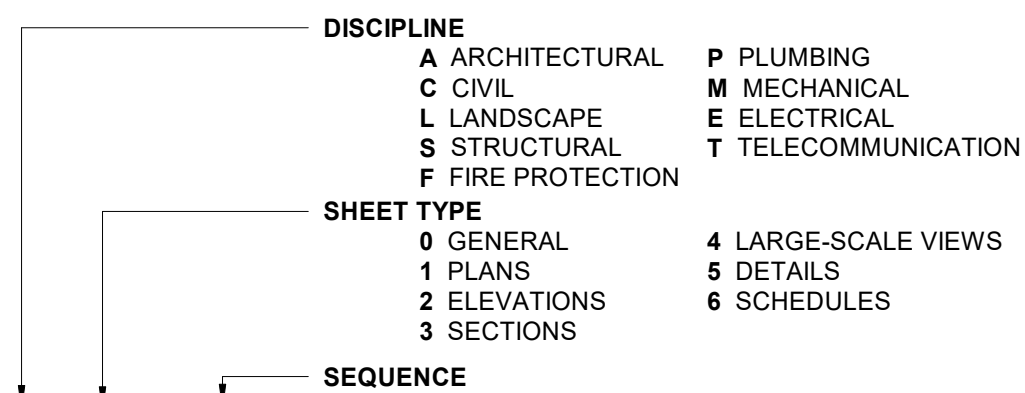 DISCIPLINE
A ARCHITECTURAL P PLUMBING
C CIVIL M MECHANICAL
L LANDSCAPE E ELECTRICAL
S STRUCTURAL T TELECOMMUNICATION
F FIRE PROTECTION
SHEET TYPE
0 GENERAL 4 LARGE-SCALE VIEWS
1 PLANS 5 DETAILS
2 ELEVATIONS 6 SCHEDULES
3 SECTIONS
SEQUENCE